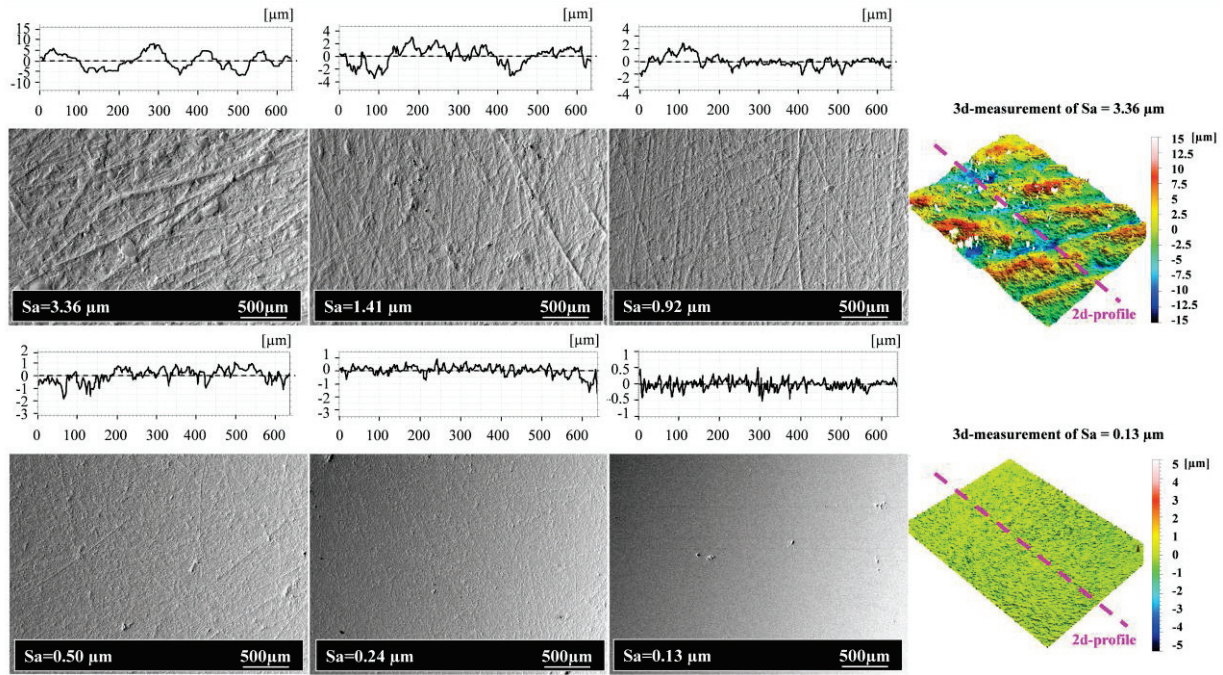 [µm] [µm] [µm]
15
10
5
0
-5
-10
4
2
0
-2
-4
4
2
0
-2
-4
0 100 200 300 400 500 600
0 100 200 300 400 500 600
0 100 200 300 400 500 600
3d-measurement of Sa = 3.36 µm
15 [µm]
12.5
10
7.5
5
2.5
0
-2.5
-5
-7.5
-10
-12.5
-15
2d-profile
Sa=3.36 µm 500µm
Sa=1.41 µm 500µm
Sa=0.92 µm 500µm
[µm] [µm] [µm]
2
1
0
-1
-2
-3
1
0
-1
-2
-3
1
0.5
0
-0.5
-1
0 100 200 300 400 500 600
0 100 200 300 400 500 600
0 100 200 300 400 500 600
3d-measurement of Sa = 0.13 µm
5 [µm]
4
3
2
1
0
-1
-2
-3
-4
-5
2d-profile
Sa=0.50 µm 500µm
Sa=0.24 µm 500µm
Sa=0.13 µm 500µm